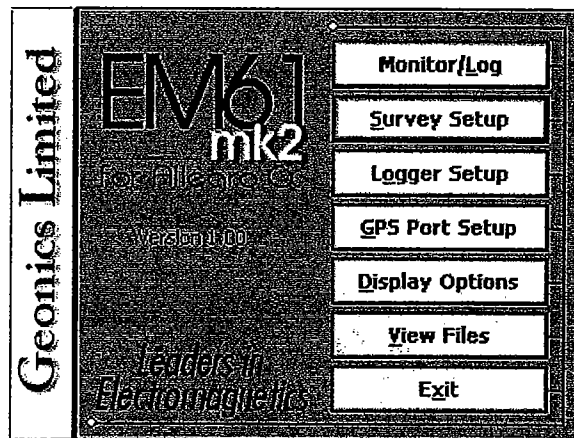 Geonics Limited
EM61
mk2
For Allegro Cx
Version 1.00
Leaders in
Electromagnetics
Monitor/Log
Survey Setup
Logger Setup
GPS Port Setup
Display Options
View Files
Exit